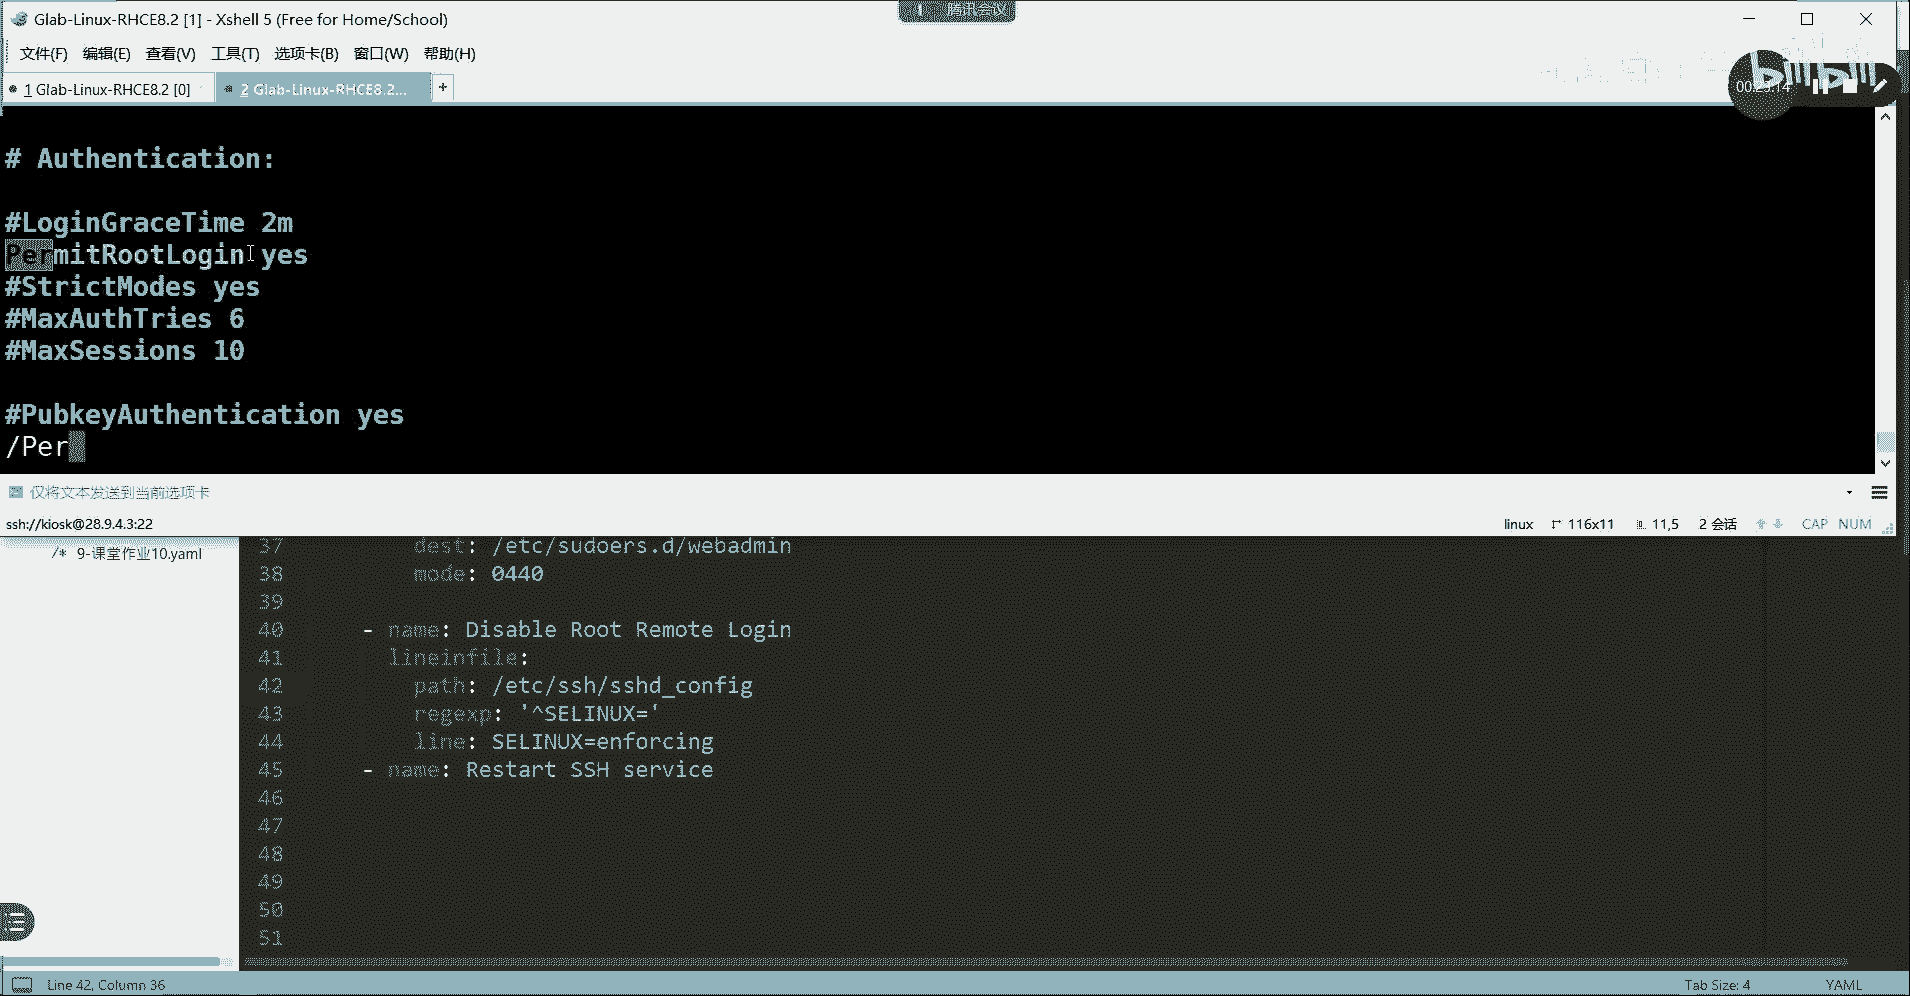 Glab-Linux-RHCE8.2 [1] - Xshell 5 (Free for Home/School)
腾讯会议
文件(F) 编辑(E) 查看(V) 工具(T) 选项卡(B) 窗口(W) 帮助(H)
1 Glab-Linux-RHCE8.2 [0]
2 Glab-Linux-RHCE8.2...
+
# Authentication:
#LoginGraceTime 2m
PermitRootLogin yes
#StrictModes yes
#MaxAuthTries 6
#MaxSessions 10
#PubkeyAuthentication yes
/Per
仅将文本发送到当前选项卡
ssh://kiosk@28.9.4.3:22
linux
116x11
11,5
2 会话
CAP NUM
/* 9-课堂作业10.yaml
37 dest: /etc/sudoers.d/webadmin
38 mode: 0440
39
40 - name: Disable Root Remote Login
41 lineinfile:
42 path: /etc/ssh/sshd_config
43 regexp: '^SELINUX='
44 line: SELINUX=enforcing
45 - name: Restart SSH service
46
47
48
49
50
51
Line 42, Column 36
Tab Size: 4
YAML